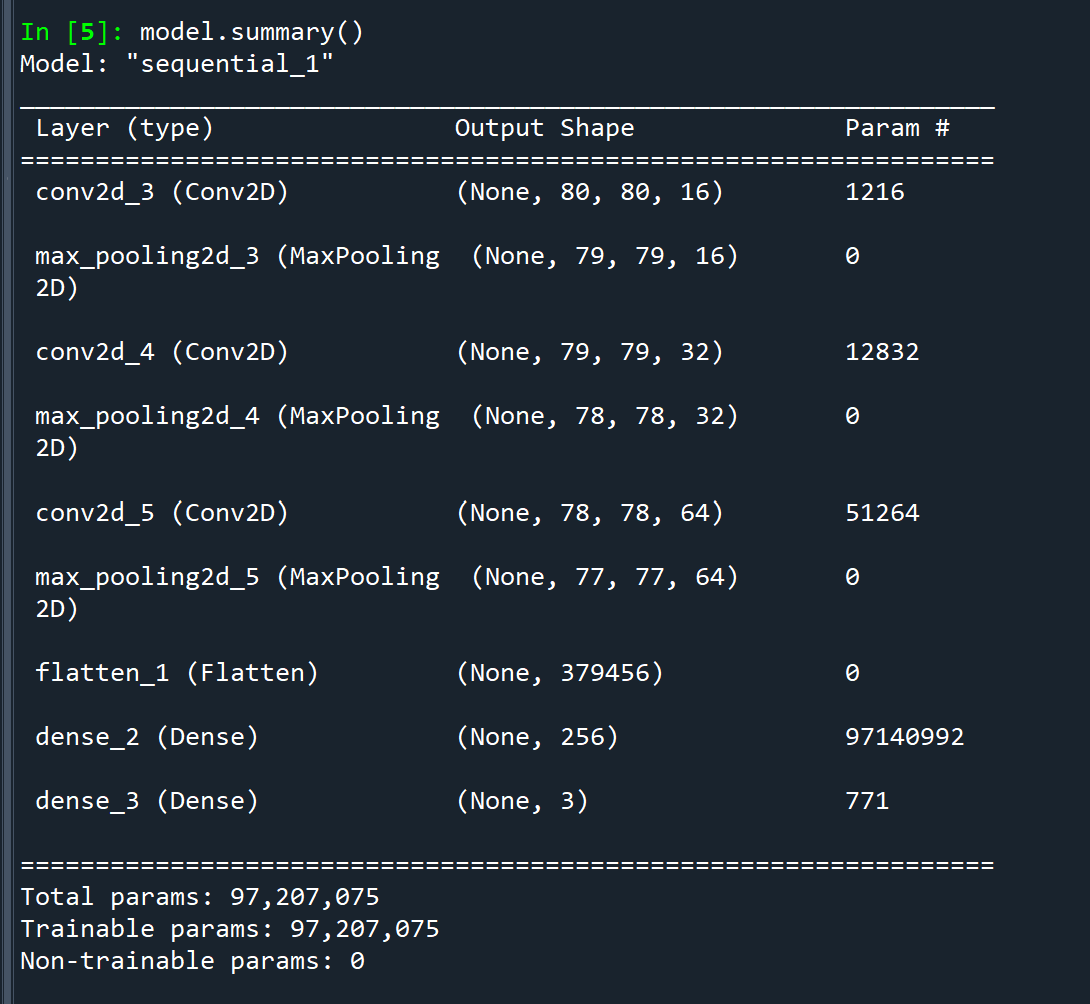 In [5]: model.summary()
Model: "sequential_1"
_________________________________________________________________
 Layer (type)                Output Shape              Param #
=================================================================
 conv2d_3 (Conv2D)           (None, 80, 80, 16)        1216
 max_pooling2d_3 (MaxPooling  (None, 79, 79, 16)       0
 2D)
 conv2d_4 (Conv2D)           (None, 79, 79, 32)        12832
 max_pooling2d_4 (MaxPooling  (None, 78, 78, 32)       0
 2D)
 conv2d_5 (Conv2D)           (None, 78, 78, 64)        51264
 max_pooling2d_5 (MaxPooling  (None, 77, 77, 64)       0
 2D)
 flatten_1 (Flatten)         (None, 379456)            0
 dense_2 (Dense)             (None, 256)               97140992
 dense_3 (Dense)             (None, 3)                 771
=================================================================
Total params: 97,207,075
Trainable params: 97,207,075
Non-trainable params: 0